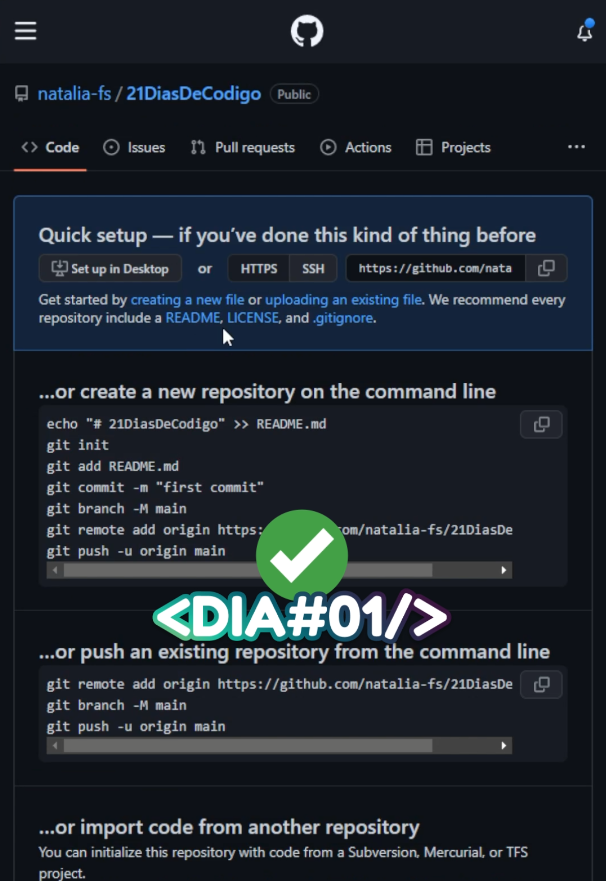 natalia-fs / 21DiasDeCodigo Public
Code Issues Pull requests Actions Projects
Quick setup — if you've done this kind of thing before
Set up in Desktop or HTTPS SSH https://github.com/nata
Get started by creating a new file or uploading an existing file. We recommend every
repository include a README, LICENSE, and .gitignore.
...or create a new repository on the command line
echo "# 21DiasDeCodigo" >> README.md
git init
git add README.md
git commit -m "first commit"
git branch -M main
git remote add origin https: om/natalia-fs/21DiasDe
git push -u origin main
<DIA#01/>
...or push an existing repository from the command line
git remote add origin https://github.com/natalia-fs/21DiasDe
git branch -M main
git push -u origin main
...or import code from another repository
You can initialize this repository with code from a Subversion, Mercurial, or TFS
project.